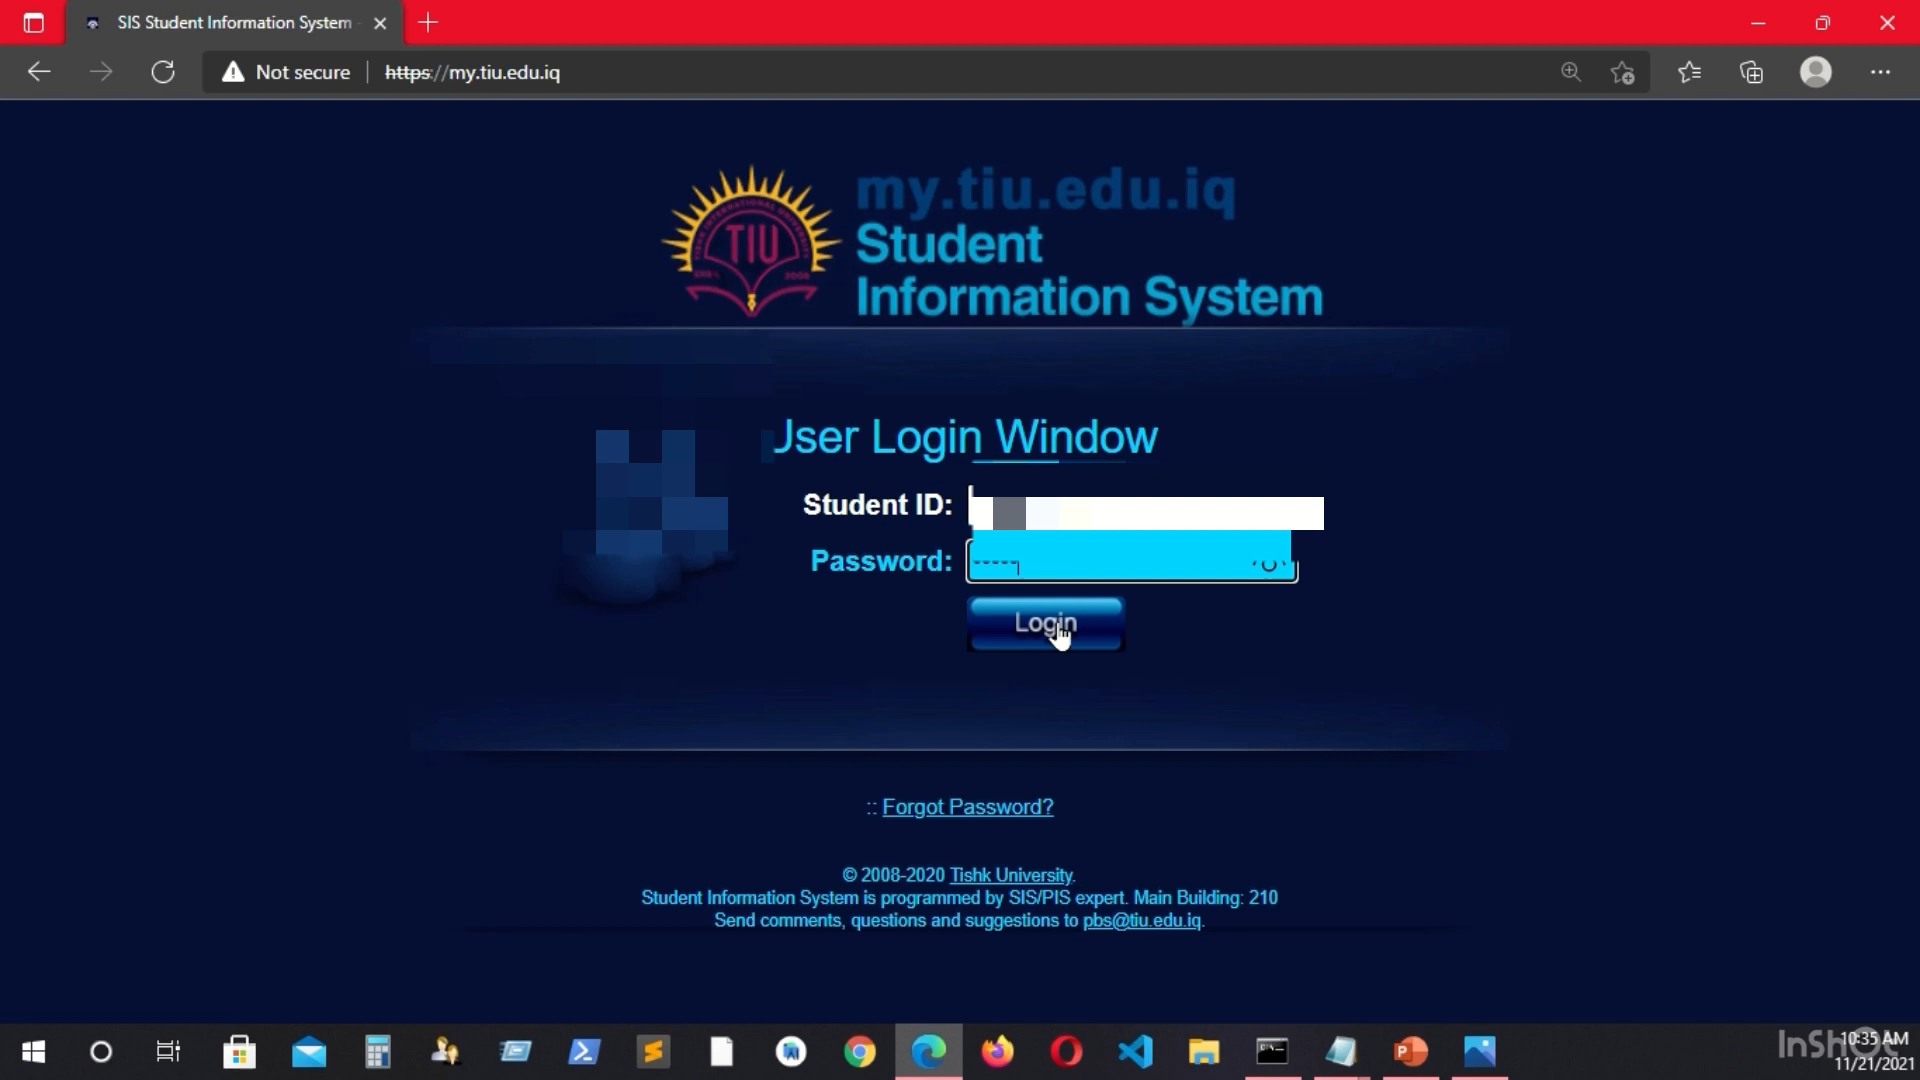 SIS Student Information System
Not secure
https://my.tiu.edu.iq
my.tiu.edu.iq
TIU
2008
Student
Information System
User Login Window
Student ID:
Password:
Login
:: Forgot Password?
© 2008-2020 Tishk University.
Student Information System is programmed by SIS/PIS expert. Main Building: 210
Send comments, questions and suggestions to pbs@tiu.edu.iq.
InShOt
10:35 AM
11/21/2021